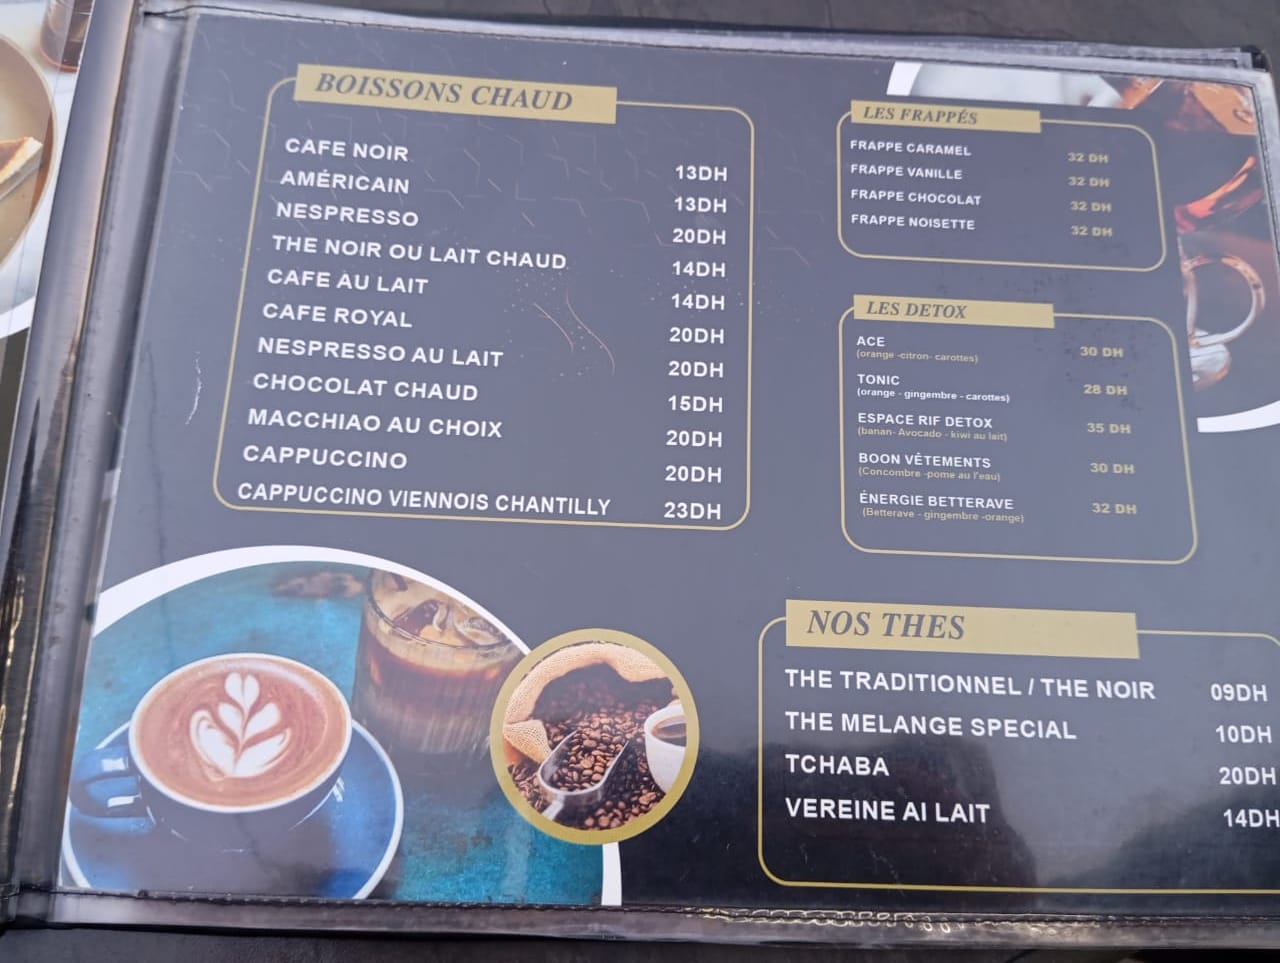 BOISSONS CHAUD
CAFE NOIR 13DH
AMÉRICAIN 13DH
NESPRESSO 20DH
THE NOIR OU LAIT CHAUD 14DH
CAFE AU LAIT 14DH
CAFE ROYAL 20DH
NESPRESSO AU LAIT 20DH
CHOCOLAT CHAUD 15DH
MACCHIAO AU CHOIX 20DH
CAPPUCCINO 20DH
CAPPUCCINO VIENNOIS CHANTILLY 23DH
LES FRAPPÉS
FRAPPE CARAMEL 32 DH
FRAPPE VANILLE 32 DH
FRAPPE CHOCOLAT 32 DH
FRAPPE NOISETTE 32 DH
LES DETOX
ACE 30 DH
(orange -citron- carottes)
TONIC 28 DH
(orange - gingembre - carottes)
ESPACE RIF DETOX 35 DH
(banan- Avocado - kiwi au lait)
BOON VÊTEMENTS 30 DH
(Concombre -pome au l'eau)
ÉNERGIE BETTERAVE 32 DH
(Betterave - gingembre -orange)
NOS THES
THE TRADITIONNEL / THE NOIR 09DH
THE MELANGE SPECIAL 10DH
TCHABA 20DH
VEREINE AI LAIT 14DH